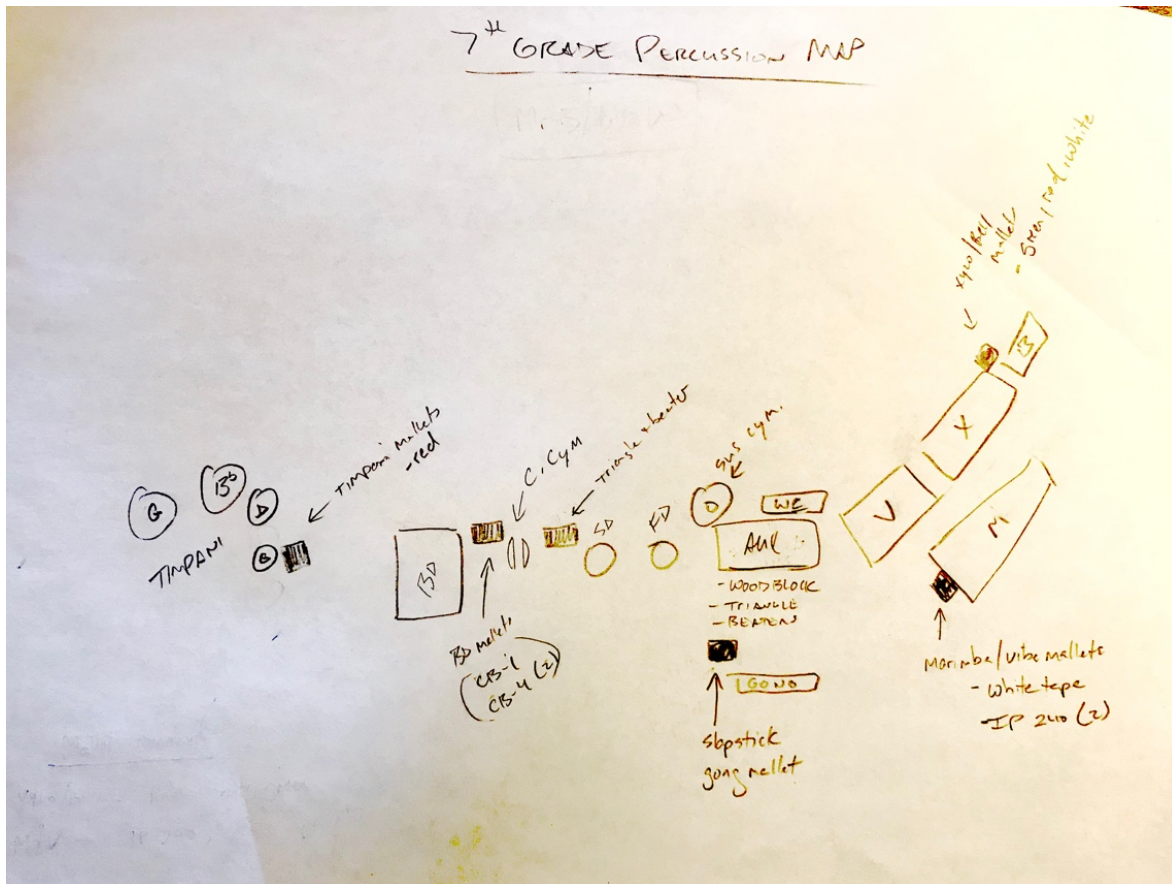 7th GRADE PERCUSSION MAP
xylo/Bell
mallets
- Green, red, white
B
X
V
M
Timpani mallets
-red
G
Bb
D
TIMPANI
C. Cym
Triangle + beater
sus cym.
WC
BD
SD
FD
AUX
- WOODBLOCK
- TRIANGLE
- BEATERS
BD mallets
(CB-1
CB-4 (2))
GONG
slapstick
gong mallet
Marimba/vibe mallets
- white tape
- IP 240 (2)